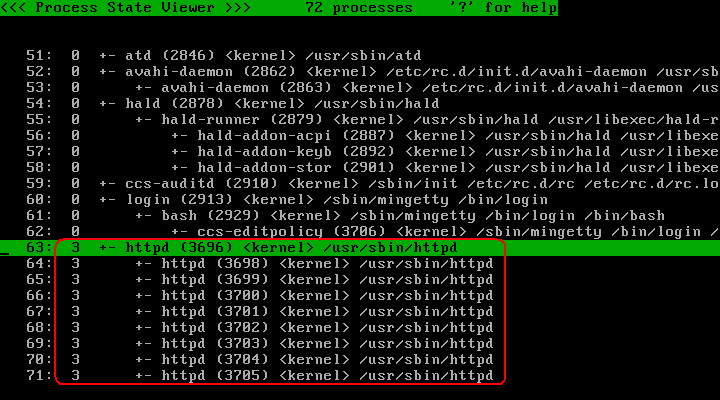 <<< Process State Viewer >>>      72 processes    '?' for help
51:  0  +- atd (2846) <kernel> /usr/sbin/atd
52:  0  +- avahi-daemon (2862) <kernel> /etc/rc.d/init.d/avahi-daemon /usr/sb
53:  0      +- avahi-daemon (2863) <kernel> /etc/rc.d/init.d/avahi-daemon /us
54:  0  +- hald (2878) <kernel> /usr/sbin/hald
55:  0      +- hald-runner (2879) <kernel> /usr/sbin/hald /usr/libexec/hald-r
56:  0          +- hald-addon-acpi (2887) <kernel> /usr/sbin/hald /usr/libexe
57:  0          +- hald-addon-keyb (2892) <kernel> /usr/sbin/hald /usr/libexe
58:  0          +- hald-addon-stor (2901) <kernel> /usr/sbin/hald /usr/libexe
59:  0  +- ccs-auditd (2910) <kernel> /sbin/init /etc/rc.d/rc /etc/rc.d/rc.lo
60:  0  +- login (2913) <kernel> /sbin/mingetty /bin/login
61:  0      +- bash (2929) <kernel> /sbin/mingetty /bin/login /bin/bash
62:  0          +- ccs-editpolicy (3706) <kernel> /sbin/mingetty /bin/login /
63:  3  +- httpd (3696) <kernel> /usr/sbin/httpd
64:  3      +- httpd (3698) <kernel> /usr/sbin/httpd
65:  3      +- httpd (3699) <kernel> /usr/sbin/httpd
66:  3      +- httpd (3700) <kernel> /usr/sbin/httpd
67:  3      +- httpd (3701) <kernel> /usr/sbin/httpd
68:  3      +- httpd (3702) <kernel> /usr/sbin/httpd
69:  3      +- httpd (3703) <kernel> /usr/sbin/httpd
70:  3      +- httpd (3704) <kernel> /usr/sbin/httpd
71:  3      +- httpd (3705) <kernel> /usr/sbin/httpd